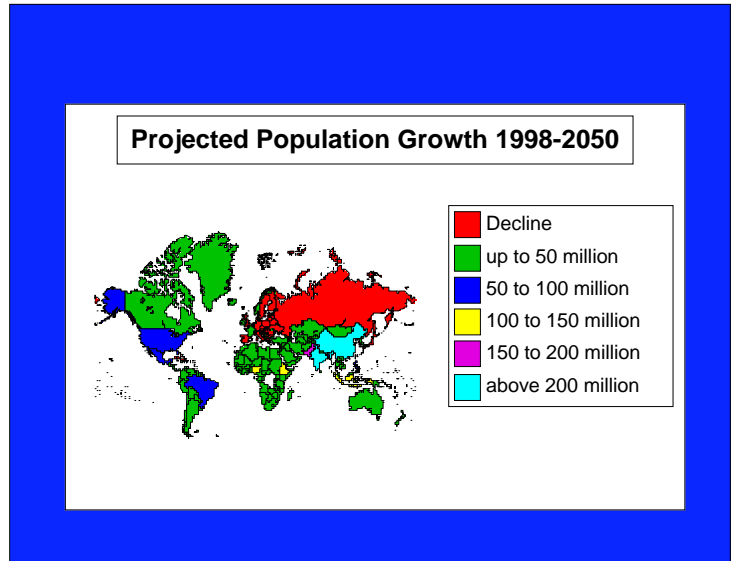 Projected Population Growth 1998-2050
Decline
up to 50 million
50 to 100 million
100 to 150 million
150 to 200 million
above 200 million